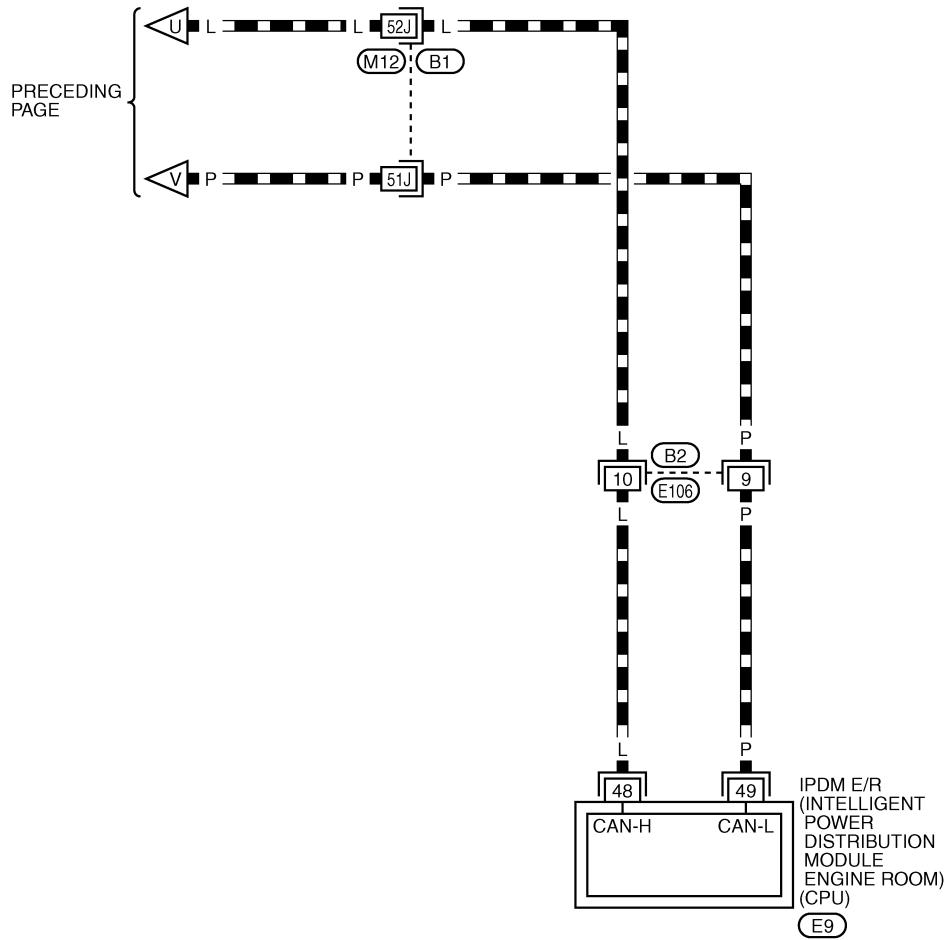 U L L 52J L
M12 B1
PRECEDING
PAGE
V P P 51J P
L P
B2
10 9
E106
L P
L P
48 49
IPDM E/R
(INTELLIGENT
POWER
DISTRIBUTION
MODULE
ENGINE ROOM)
(CPU)
CAN-H CAN-L
E9